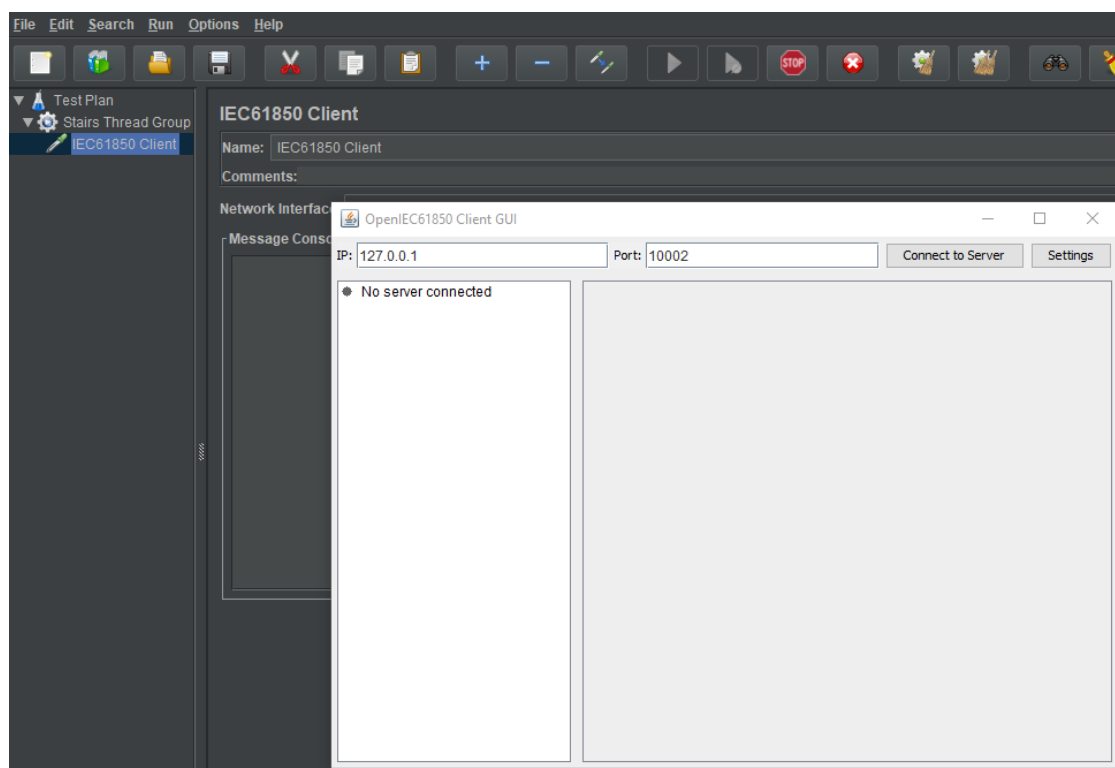 File Edit Search Run Options Help
STOP
Test Plan
Stairs Thread Group
IEC61850 Client
IEC61850 Client
Name: IEC61850 Client
Comments:
Network Interfac
Message Conso
OpenIEC61850 Client GUI
IP: 127.0.0.1 Port: 10002 Connect to Server Settings
No server connected